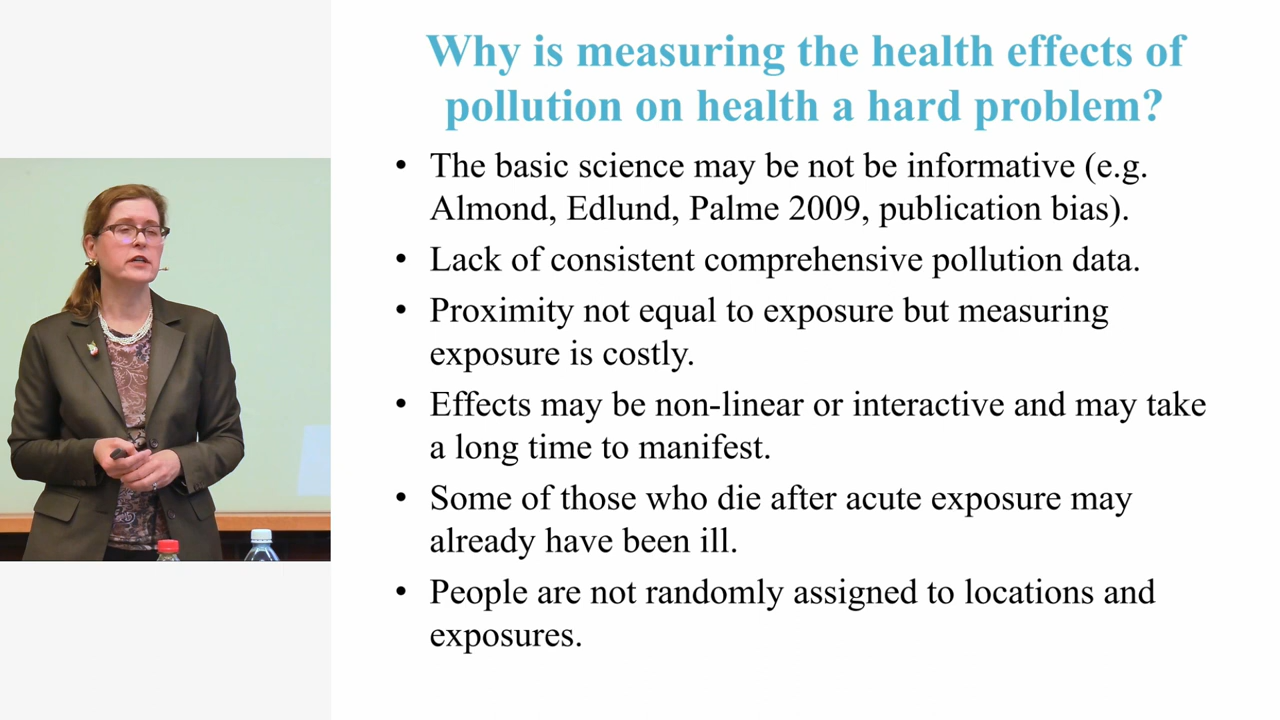 Why is measuring the health effects of
pollution on health a hard problem?
• The basic science may be not be informative (e.g.
Almond, Edlund, Palme 2009, publication bias).
• Lack of consistent comprehensive pollution data.
• Proximity not equal to exposure but measuring
exposure is costly.
• Effects may be non-linear or interactive and may take
a long time to manifest.
• Some of those who die after acute exposure may
already have been ill.
• People are not randomly assigned to locations and
exposures.